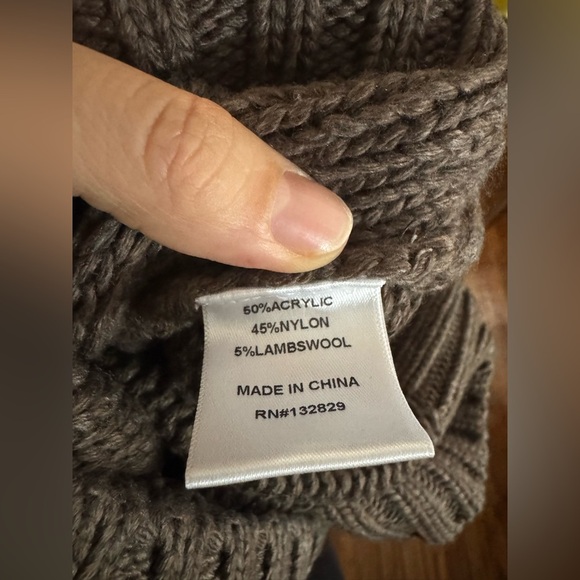 50%ACRYLIC
45%NYLON
5%LAMBSWOOL
MADE IN CHINA
RN#132829